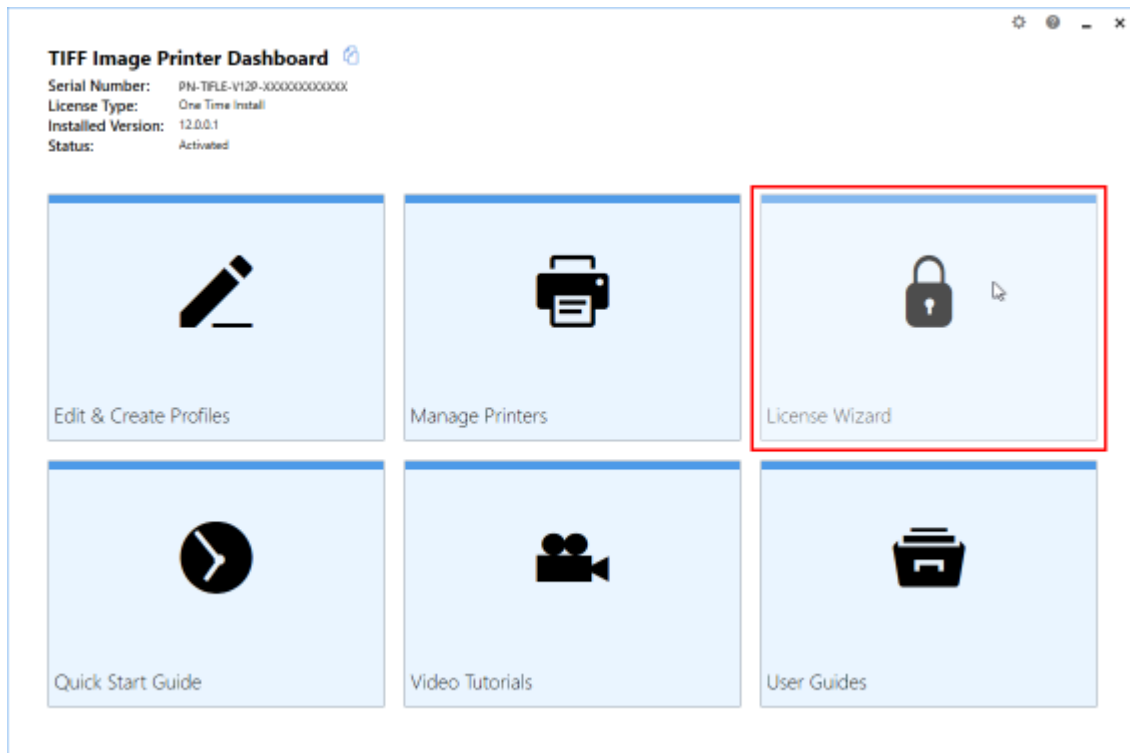 TIFF Image Printer Dashboard
Serial Number: PN-TIFLE-V12P-XXXXXXXXXXXX
License Type: One Time Install
Installed Version: 12.0.0.1
Status: Activated
Edit & Create Profiles
Manage Printers
License Wizard
Quick Start Guide
Video Tutorials
User Guides